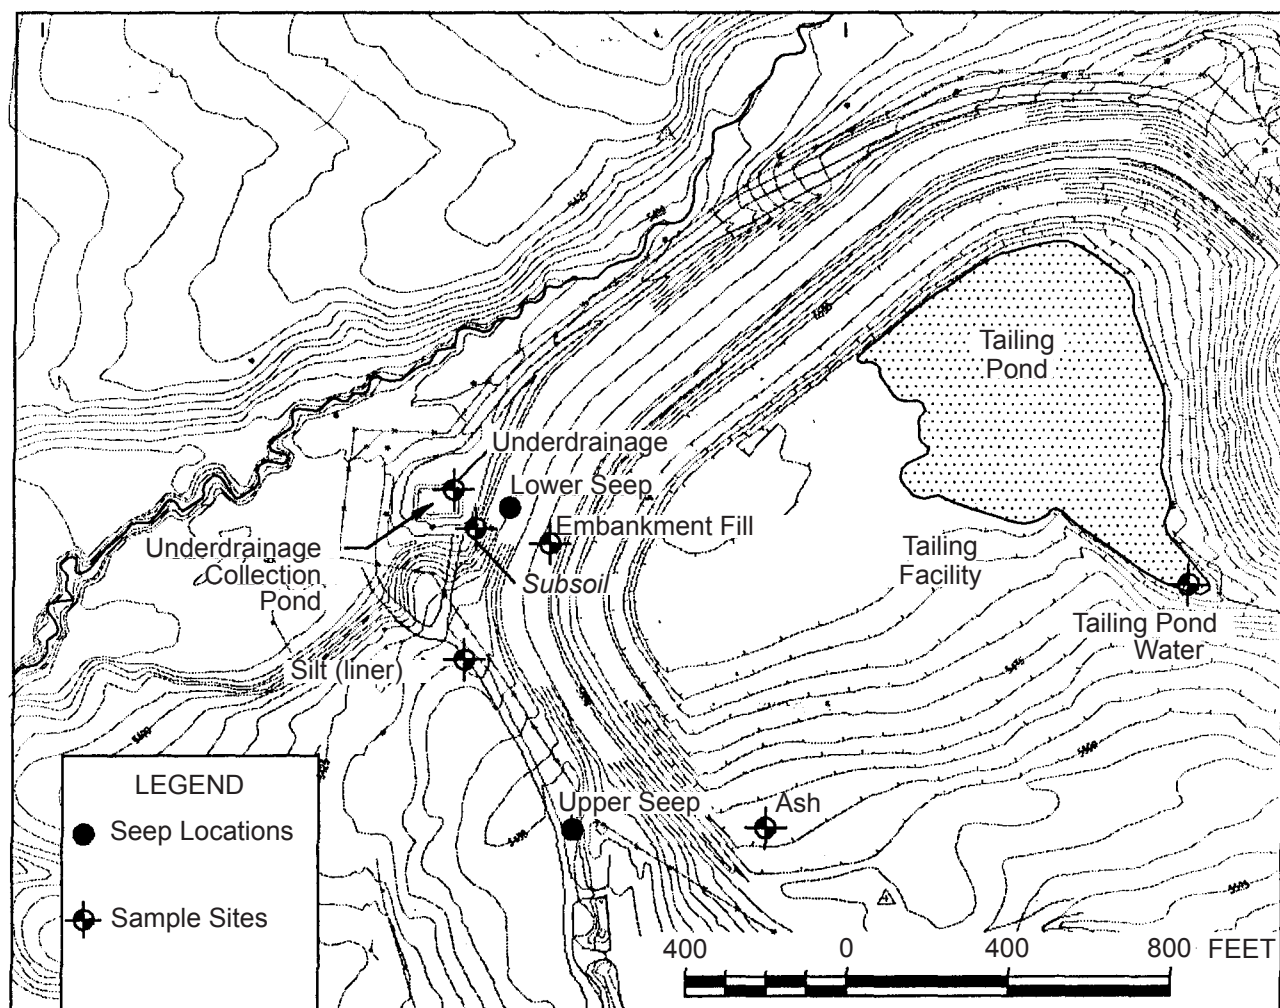 Tailing
Pond
Underdrainage
Lower Seep
Embankment Fill
Underdrainage
Collection
Pond
Subsoil
Tailing
Facility
Tailing Pond
Water
Silt (liner)
LEGEND
Seep Locations
Sample Sites
Upper Seep
Ash
400 0 400 800 FEET